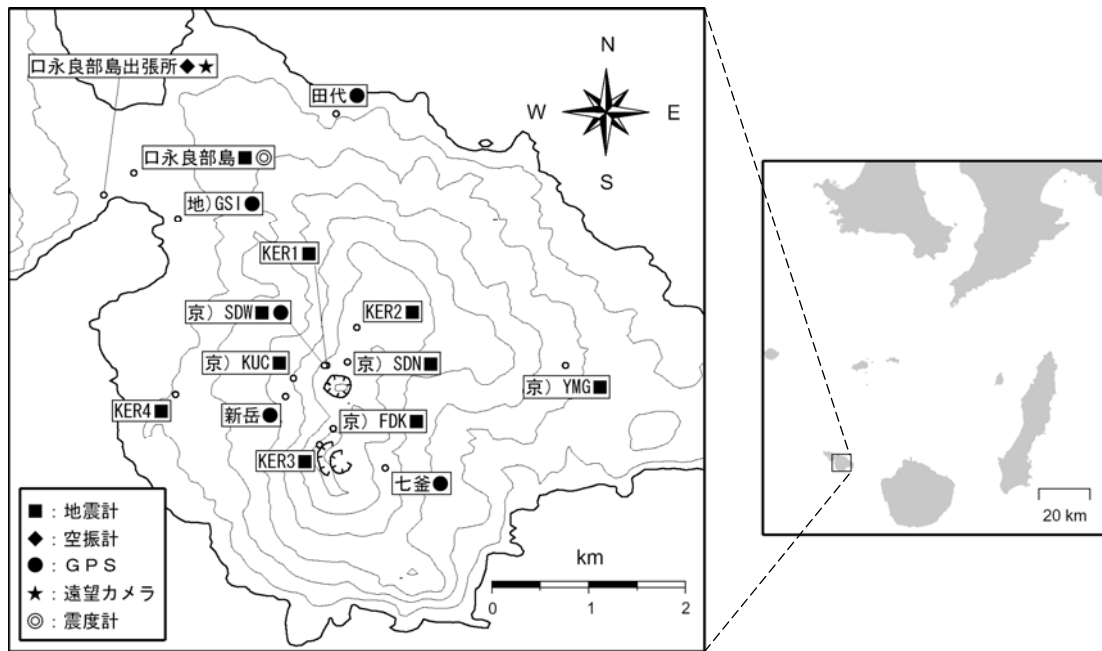 口永良部島出張所◆★
田代●
N
W
E
S
口永良部島■◎
地)GSI●
KER1■
京) SDW■●
KER2■
京) KUC■
京) SDN■
京) YMG■
KER4■
新岳●
京) FDK■
KER3■
七釜●
■：地震計
◆：空振計
●：ＧＰＳ
★：遠望カメラ
◎：震度計
km
0 1 2
20 km